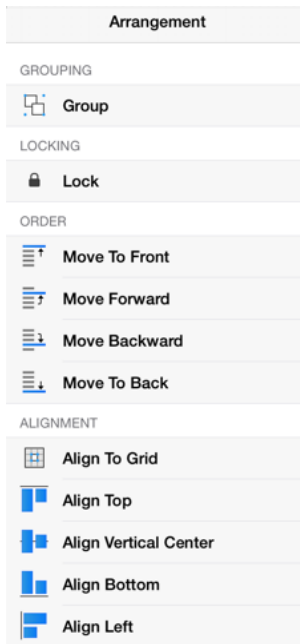 Arrangement
GROUPING
Group
LOCKING
Lock
ORDER
Move To Front
Move Forward
Move Backward
Move To Back
ALIGNMENT
Align To Grid
Align Top
Align Vertical Center
Align Bottom
Align Left